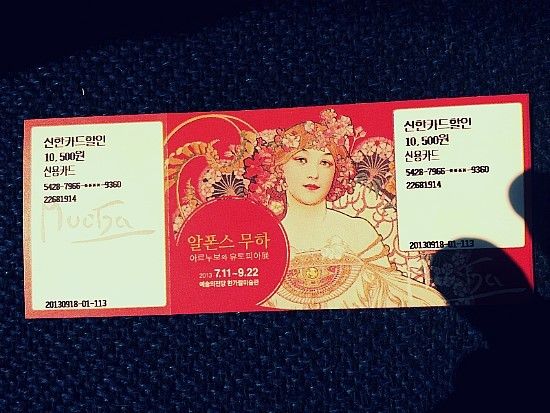 신한카드할인
10,500원
신용카드
5428-7966-****-9360
22681914
Mucha
20130918-01-113
알폰스 무하
아르누보와 유토피아展
2013 7.11~9.22
예술의전당 한가람미술관
신한카드할인
10,500원
신용카드
5428-7966-****-9360
22681914
20130918-01-113